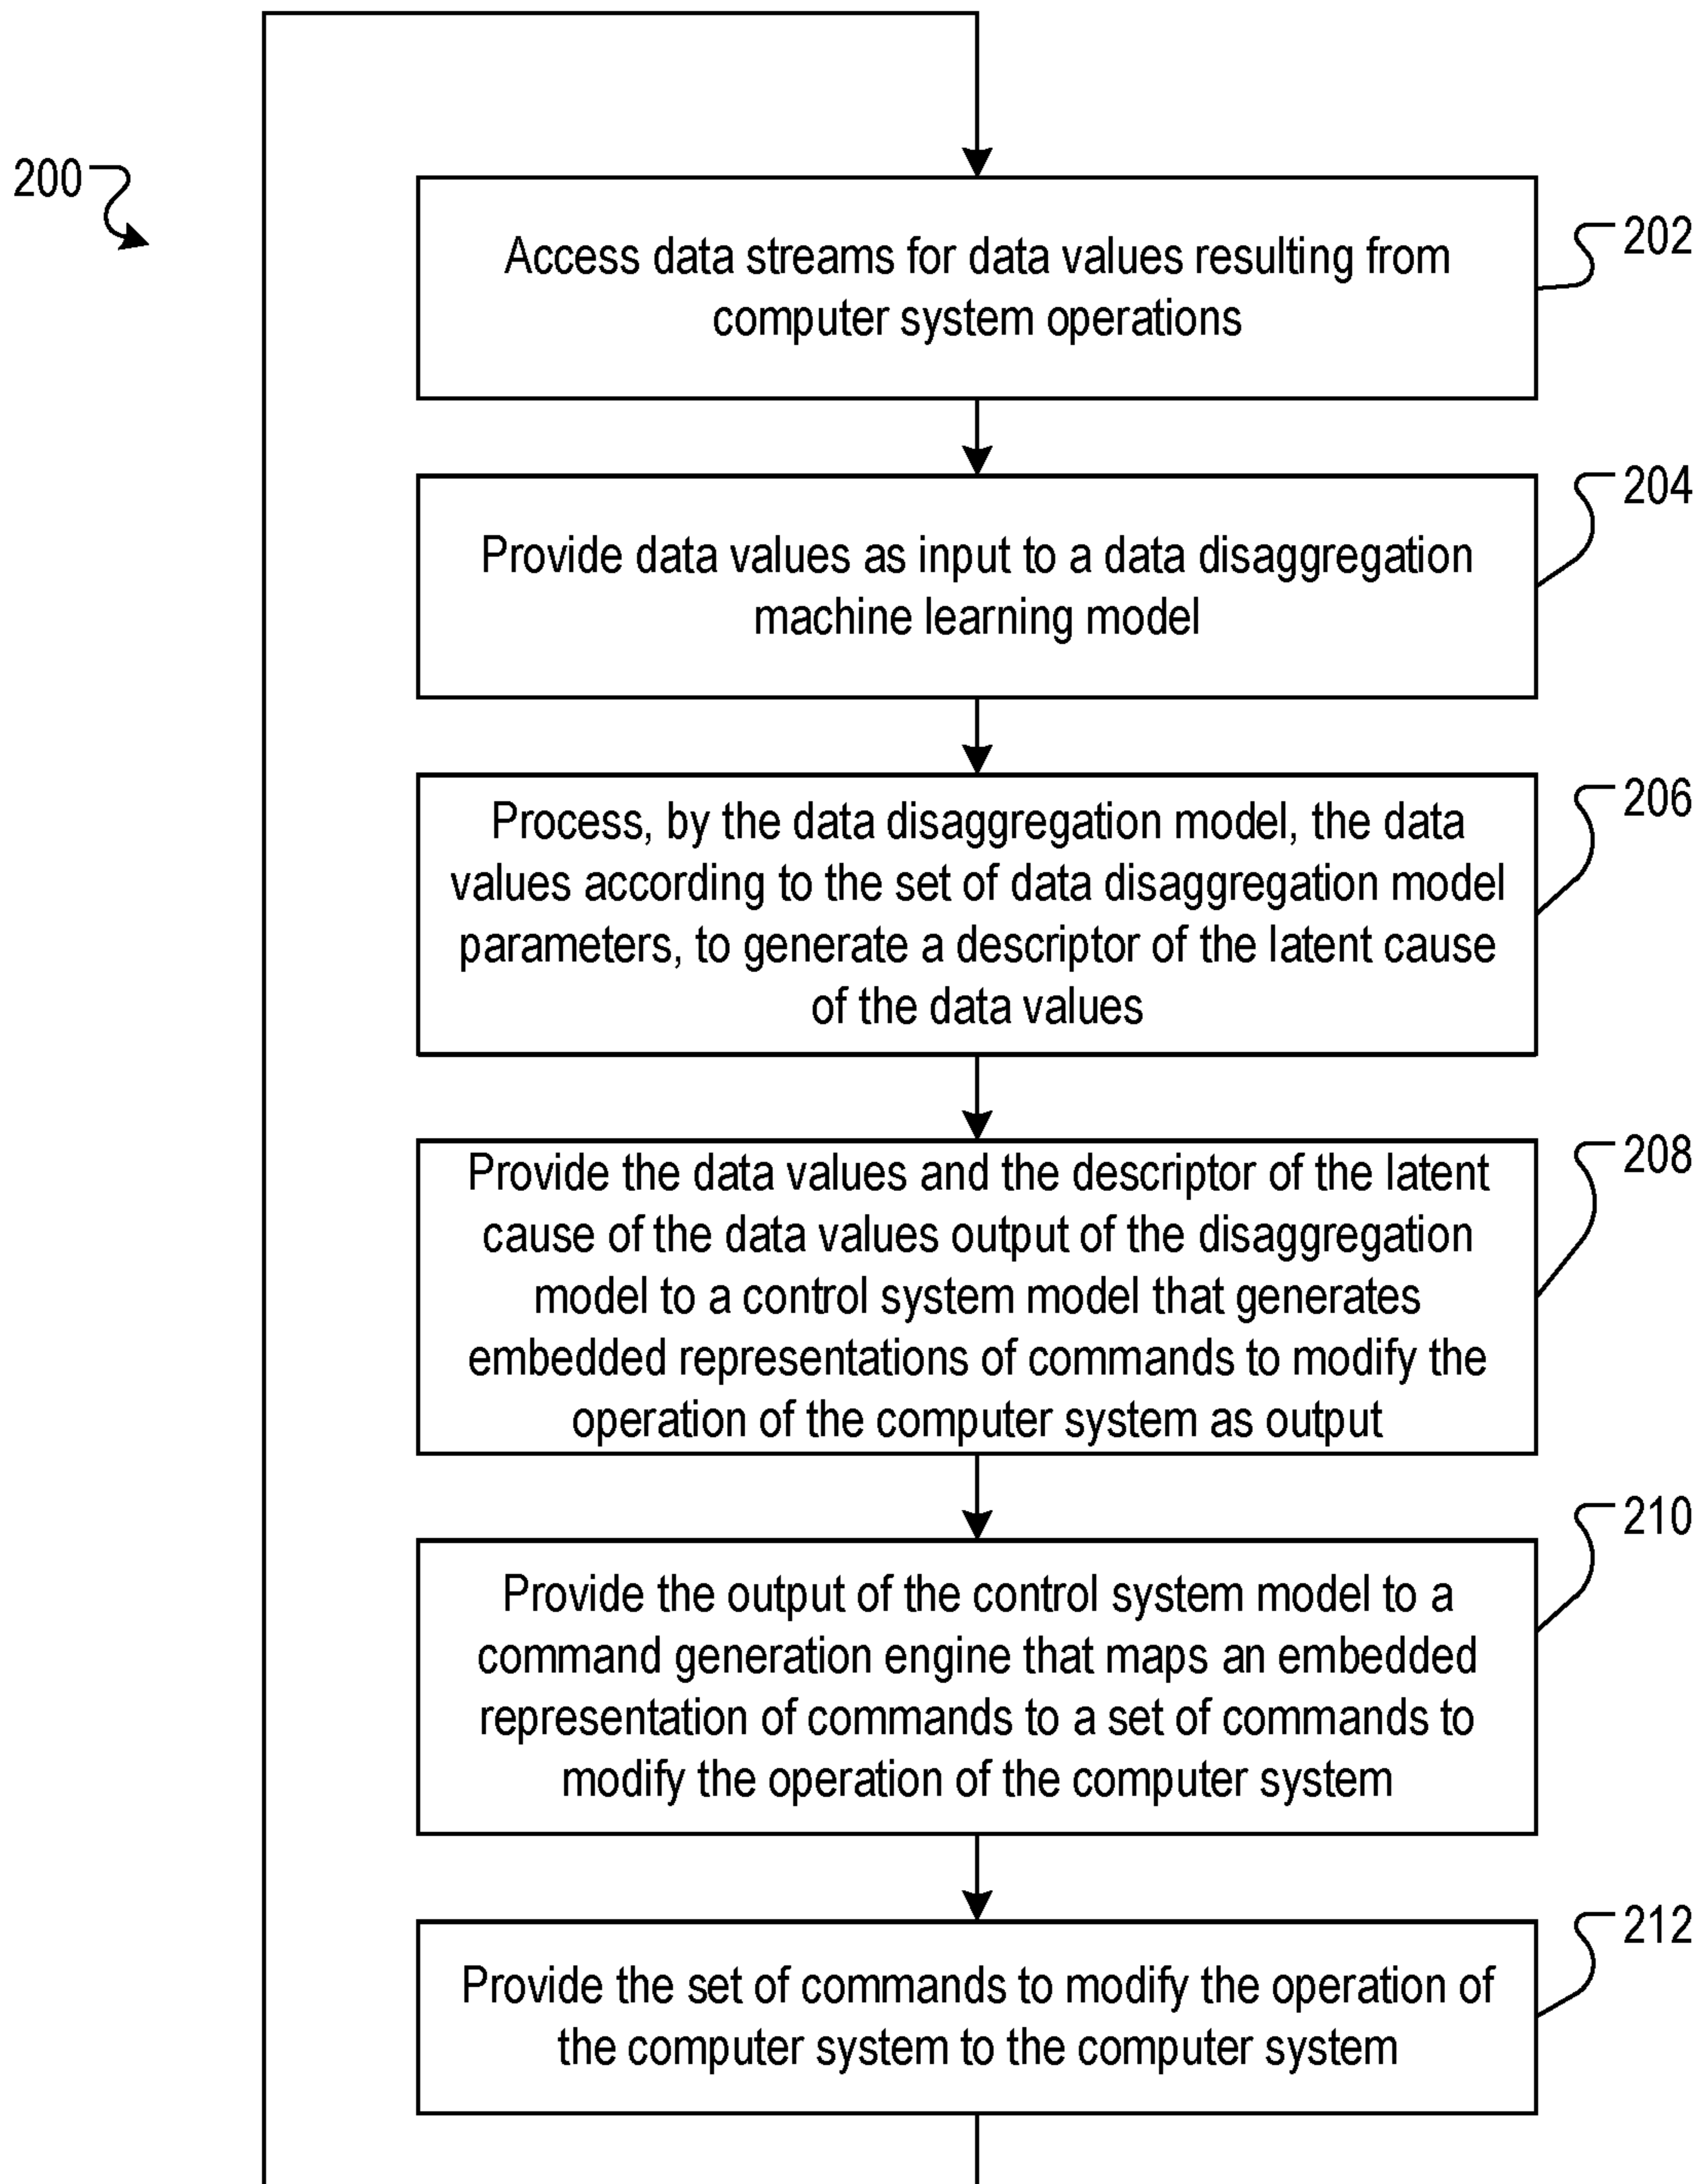 200
Access data streams for data values resulting from
computer system operations
202
Provide data values as input to a data disaggregation
machine learning model
204
Process, by the data disaggregation model, the data
values according to the set of data disaggregation model
parameters, to generate a descriptor of the latent cause
of the data values
206
Provide the data values and the descriptor of the latent
cause of the data values output of the disaggregation
model to a control system model that generates
embedded representations of commands to modify the
operation of the computer system as output
208
Provide the output of the control system model to a
command generation engine that maps an embedded
representation of commands to a set of commands to
modify the operation of the computer system
210
Provide the set of commands to modify the operation of
the computer system to the computer system
212